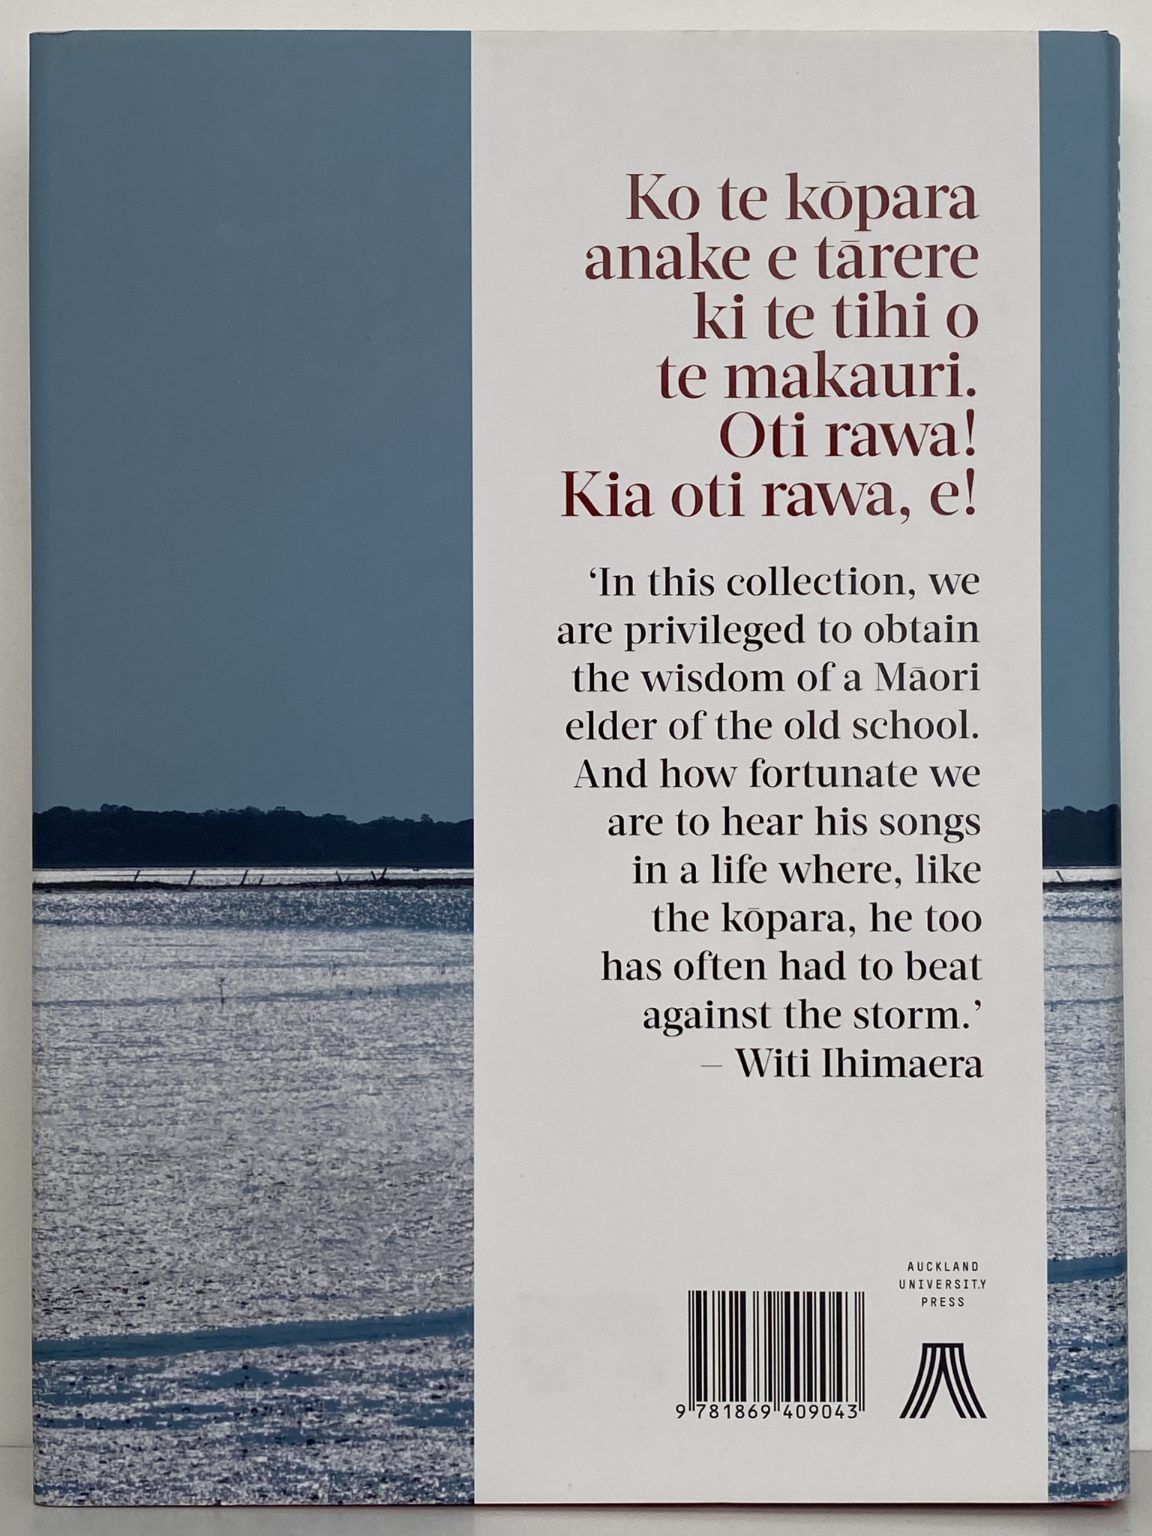 Ko te kōpara
anake e tārere
ki te tihi o
te makauri.
Oti rawa!
Kia oti rawa, e!
‘In this collection, we
are privileged to obtain
the wisdom of a Māori
elder of the old school.
And how fortunate we
are to hear his songs
in a life where, like
the kōpara, he too
has often had to beat
against the storm.’
– Witi Ihimaera
AUCKLAND
UNIVERSITY
PRESS
9 781869 409043